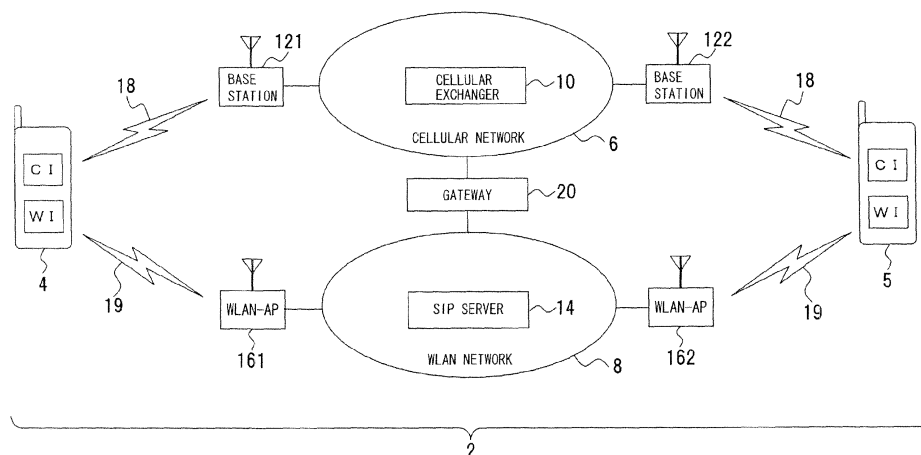 121
122
BASE STATION
BASE STATION
18
18
CELLULAR EXCHANGER
10
CELLULAR NETWORK
6
C I
W I
4
C I
W I
5
GATEWAY
20
19
19
WLAN-AP
161
SIP SERVER
14
WLAN NETWORK
8
WLAN-AP
162
2